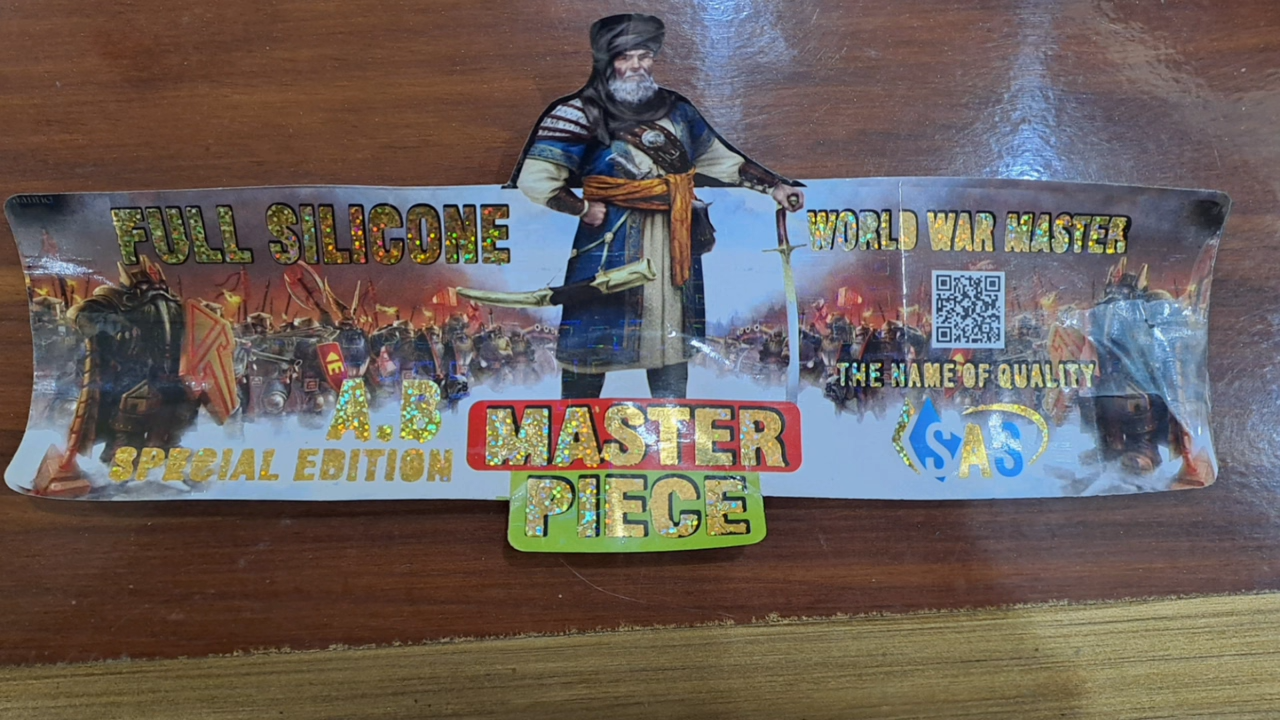 FULL SILICONE
A.B
SPECIAL EDITION
MASTER
PIECE
WORLD WAR MASTER
THE NAME OF QUALITY
SAS